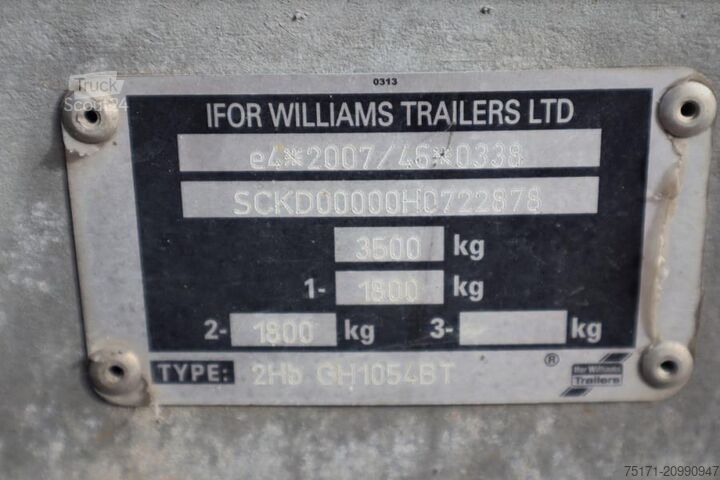 0313
Truck
Scout24
IFOR WILLIAMS TRAILERS LTD
e4*2007/46*0338
SCKD00000H0722878
3500 kg
1- 1800 kg
2- 1800 kg 3- kg
TYPE: 2Hb GH1054BT ®
Ifor Williams
Trailers
75171-20990947